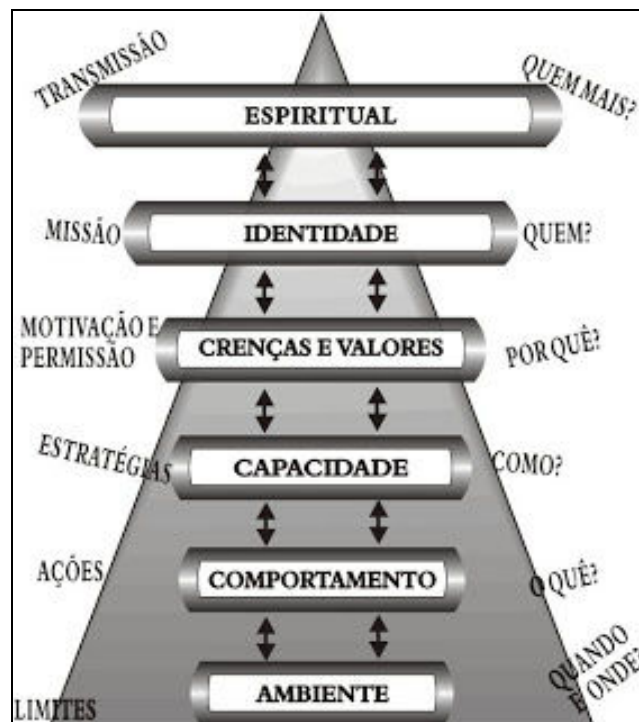 TRANSMISSÃO
QUEM MAIS?
ESPIRITUAL
MISSÃO
IDENTIDADE
QUEM?
MOTIVAÇÃO E
PERMISSÃO
CRENÇAS E VALORES
POR QUÊ?
ESTRATÉGIAS
CAPACIDADE
COMO?
AÇÕES
COMPORTAMENTO
O QUÊ?
LIMITES
AMBIENTE
QUANDO
E ONDE?